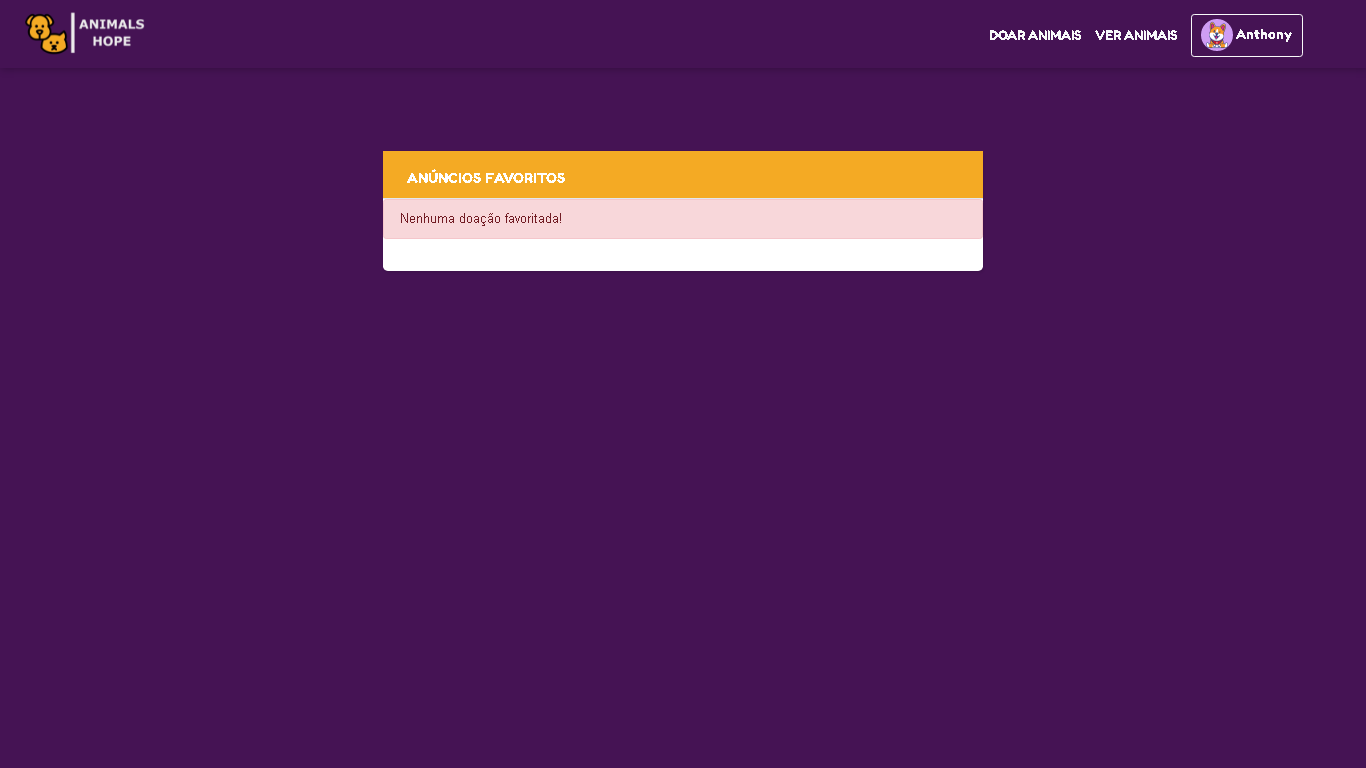 ANIMALS
HOPE
DOAR ANIMAIS
VER ANIMAIS
Anthony
ANÚNCIOS FAVORITOS
Nenhuma doação favoritada!